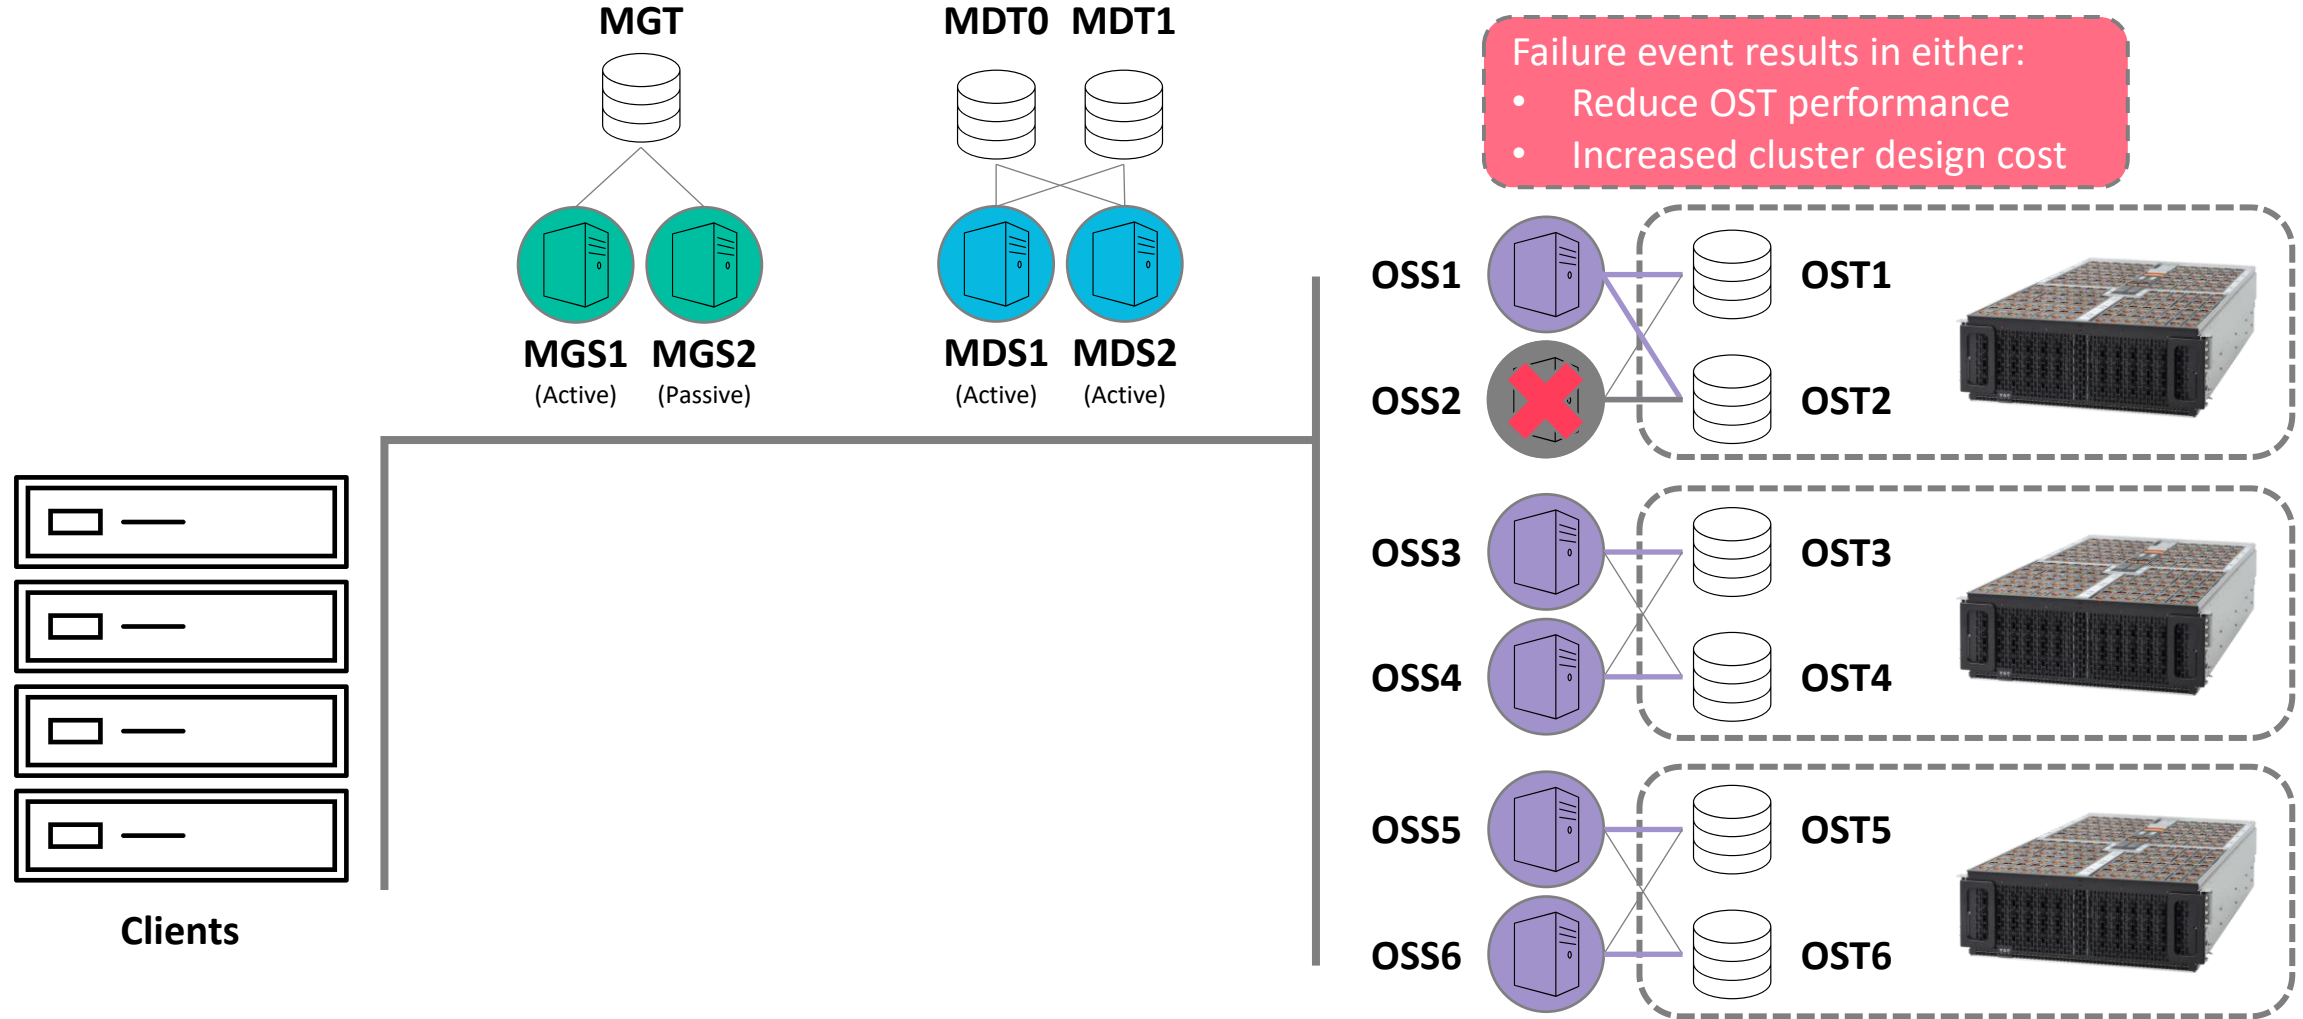 MGT
MDT0 MDT1
Failure event results in either:
• Reduce OST performance
• Increased cluster design cost
MGS1 MGS2
(Active) (Passive)
MDS1 MDS2
(Active) (Active)
OSS1
OST1
OSS2
OST2
OSS3
OST3
OSS4
OST4
OSS5
OST5
OSS6
OST6
Clients